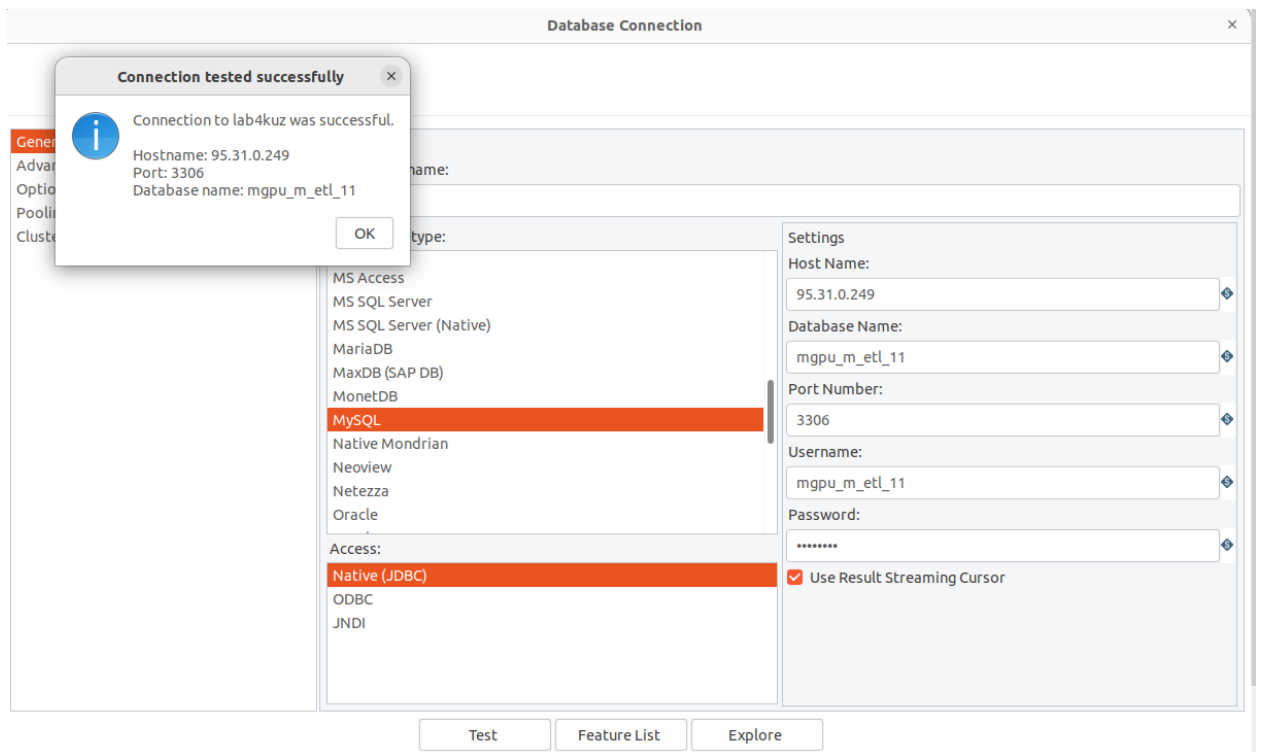 Database Connection
Connection tested successfully
Connection to lab4kuz was successful.
Hostname: 95.31.0.249
Port: 3306
Database name: mgpu_m_etl_11
OK
Gener
Advan
Optio
Poolin
Cluste
name:
type:
MS Access
MS SQL Server
MS SQL Server (Native)
MariaDB
MaxDB (SAP DB)
MonetDB
MySQL
Native Mondrian
Neoview
Netezza
Oracle
Access:
Native (JDBC)
ODBC
JNDI
Settings
Host Name:
95.31.0.249
Database Name:
mgpu_m_etl_11
Port Number:
3306
Username:
mgpu_m_etl_11
Password:
••••••••
Use Result Streaming Cursor
Test
Feature List
Explore